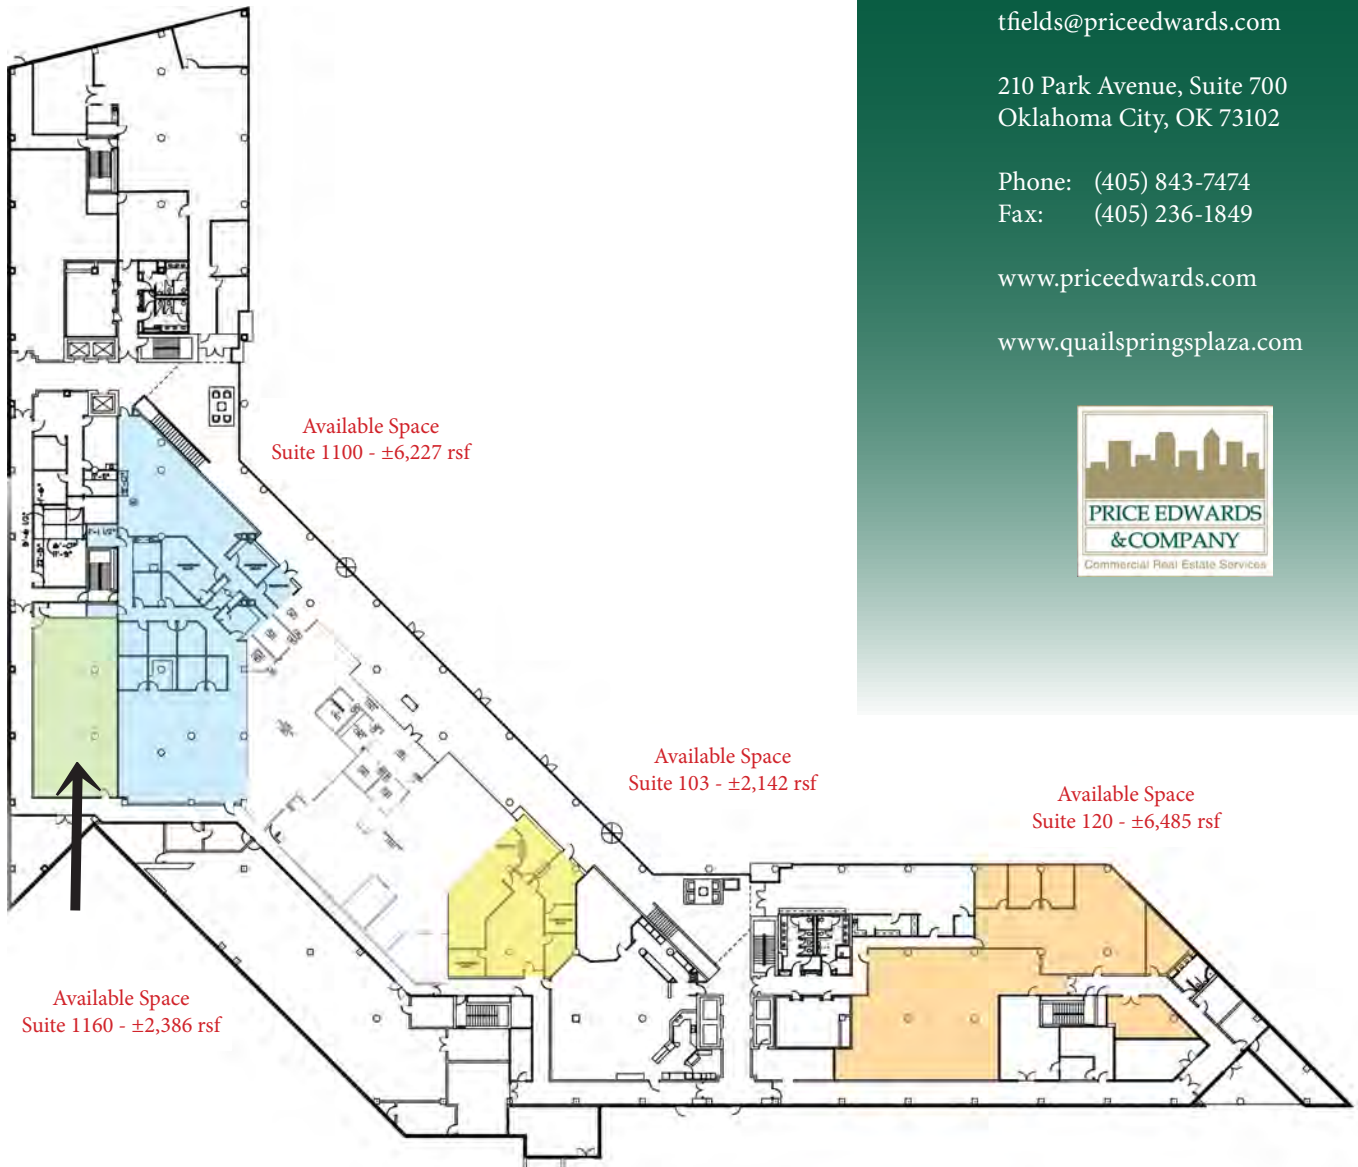 tfields@priceedwards.com
210 Park Avenue, Suite 700
Oklahoma City, OK 73102
Phone: (405) 843-7474
Fax: (405) 236-1849
www.priceedwards.com
www.quailspringsplaza.com
PRICE EDWARDS
&COMPANY
Commercial Real Estate Services
Available Space
Suite 1100 - ±6,227 rsf
Available Space
Suite 103 - ±2,142 rsf
Available Space
Suite 120 - ±6,485 rsf
Available Space
Suite 1160 - ±2,386 rsf